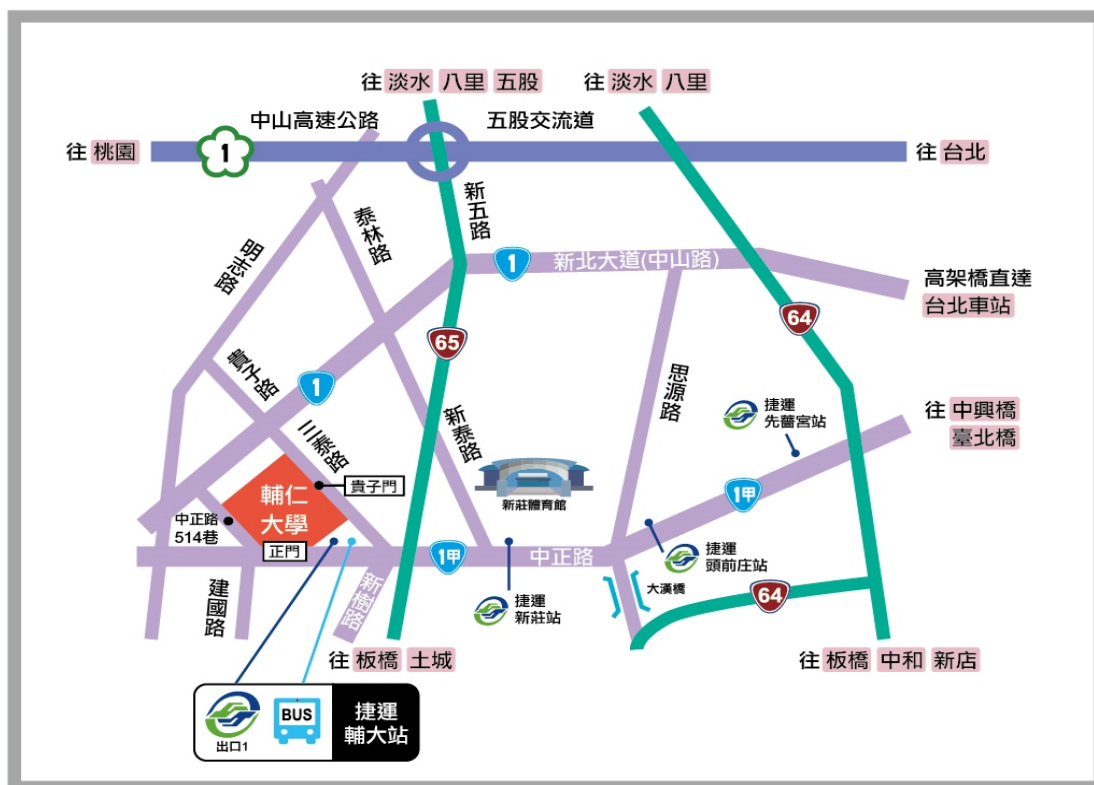 往 淡水 八里 五股
往 淡水 八里
中山高速公路
五股交流道
往 桃園
1
往 台北
新五路
泰林路
明志路
1
新北大道(中山路)
高架橋直達
台北車站
64
65
貴子路
1
思源路
新泰路
三泰路
捷運
先嗇宮站
往 中興橋
臺北橋
輔仁
大學
貴子門
新莊體育館
1甲
中正路
514巷
正門
1甲
中正路
捷運
頭前庄站
大漢橋
建國路
新樹路
捷運
新莊站
64
往 板橋 土城
往 板橋 中和 新店
BUS
出口1
捷運
輔大站